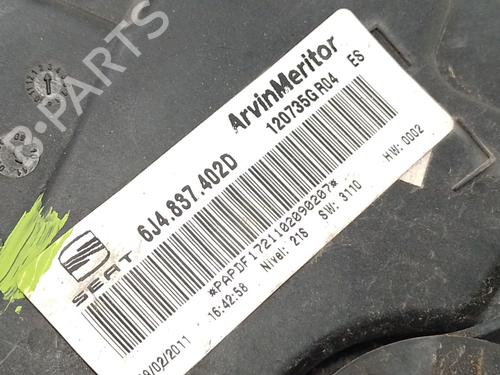 B-PARTS
ArvinMeritor
120735G R04 ES
6J4.837.402D
SEAT
HW: 0002
*PAPDF1721102090207*
Nivel: 21S SW: 3110
16:42:58
/02/2011